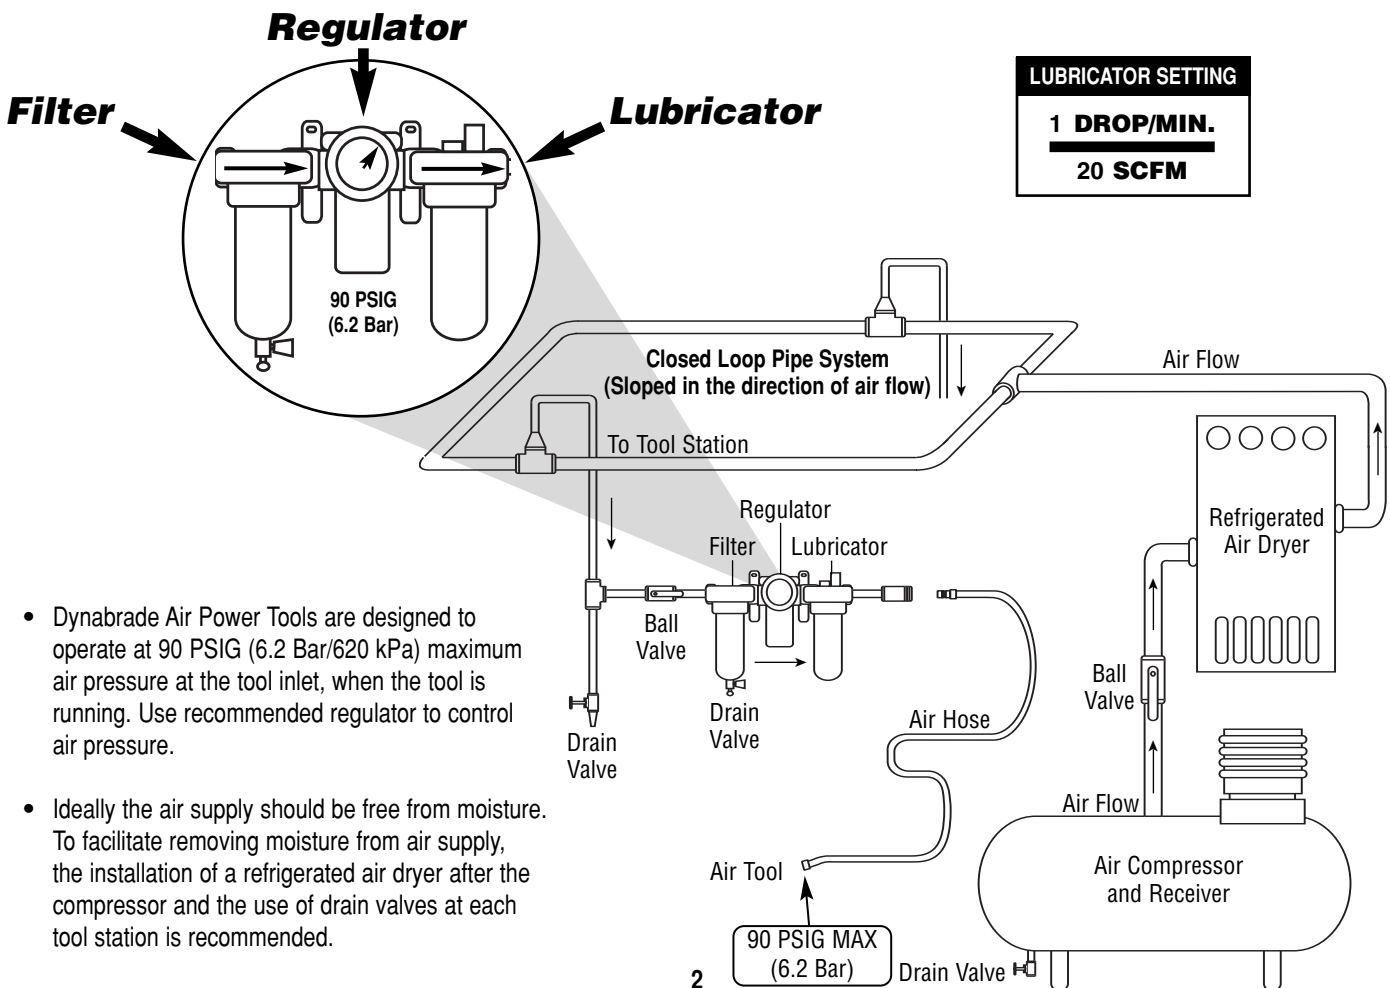 Regulator
Filter
Lubricator
90 PSIG
(6.2 Bar)
LUBRICATOR SETTING
1 DROP/MIN.
20 SCFM
Closed Loop Pipe System
(Sloped in the direction of air flow)
Air Flow
To Tool Station
Regulator
Filter
Lubricator
Refrigerated
Air Dryer
Ball
Valve
Drain
Valve
Drain
Valve
Air Hose
Ball
Valve
Air Flow
Air Compressor
and Receiver
Air Tool
90 PSIG MAX
(6.2 Bar)
Drain Valve
• Dynabrade Air Power Tools are designed to
operate at 90 PSIG (6.2 Bar/620 kPa) maximum
air pressure at the tool inlet, when the tool is
running. Use recommended regulator to control
air pressure.
• Ideally the air supply should be free from moisture.
To facilitate removing moisture from air supply,
the installation of a refrigerated air dryer after the
compressor and the use of drain valves at each
tool station is recommended.
2